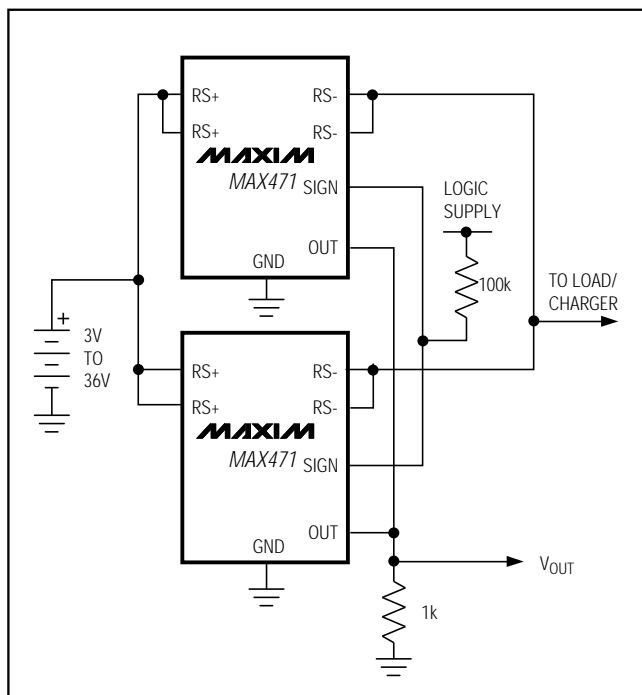 RS+
RS+
RS-
RS-
MAXIM
MAX471
SIGN
OUT
GND
LOGIC
SUPPLY
100k
TO LOAD/
CHARGER
+
3V
TO
36V
RS+
RS+
RS-
RS-
MAXIM
MAX471
SIGN
OUT
GND
VOUT
1k